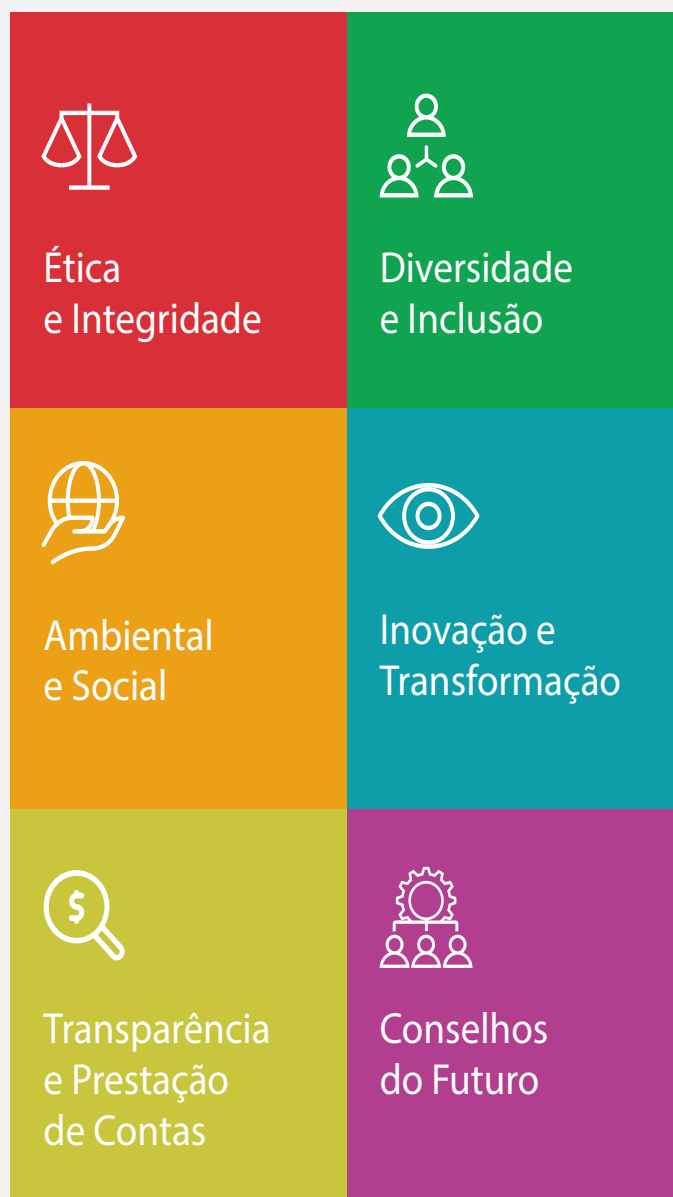 Ética
e Integridade
Diversidade
e Inclusão
Ambiental
e Social
Inovação e
Transformação
$
Transparência
e Prestação
de Contas
Conselhos
do Futuro